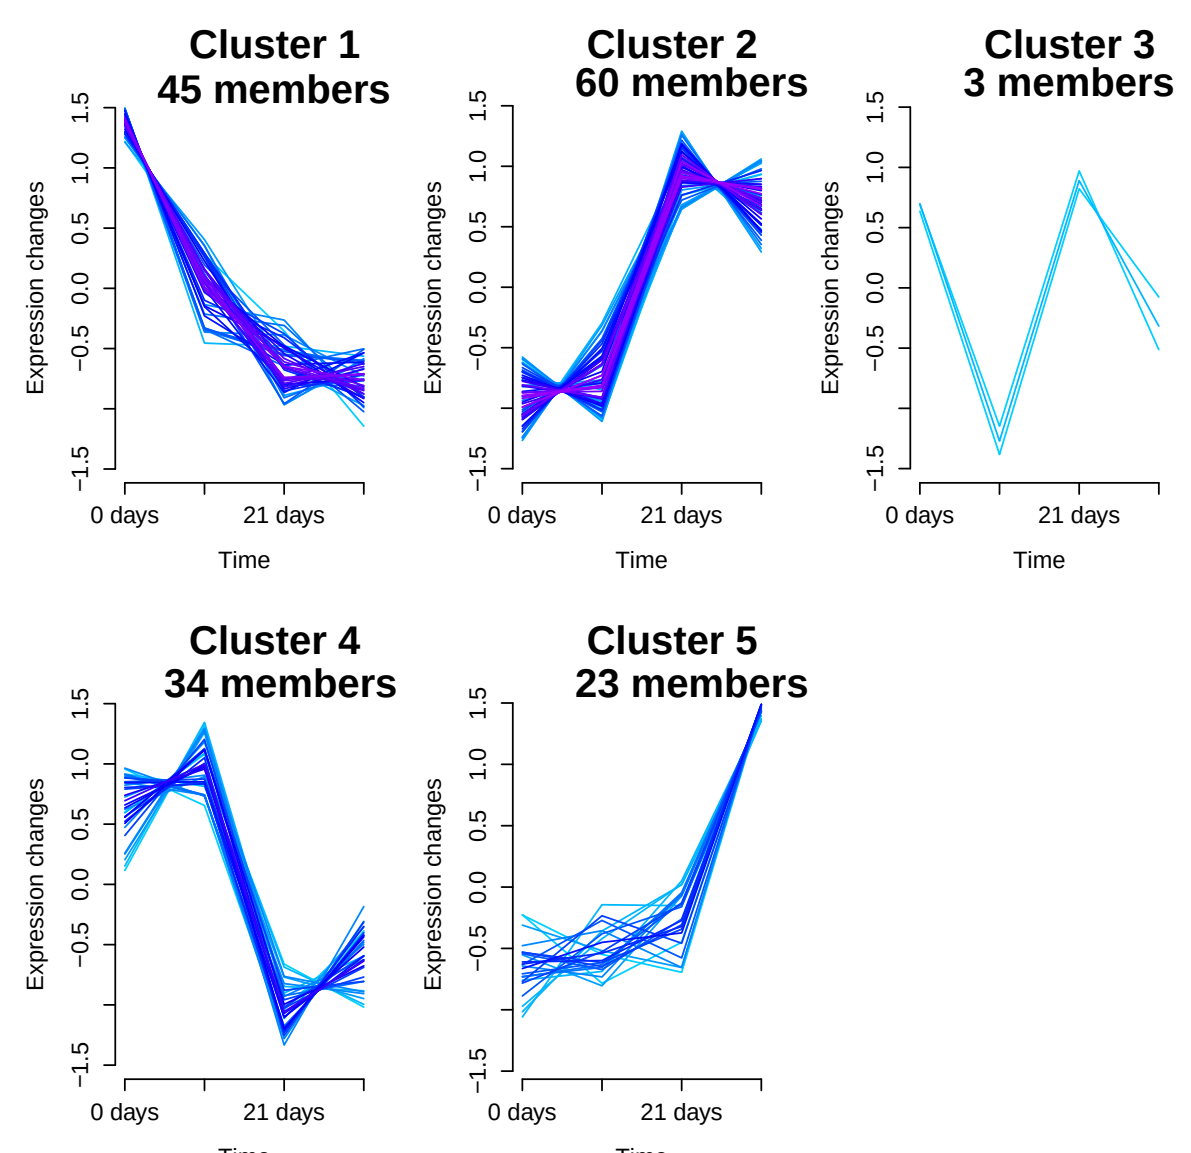 Cluster 1
45 members
Expression changes
1.5
1.0
0.5
0.0
−0.5
−1.5
0 days
21 days
Time
Cluster 2
60 members
Expression changes
1.5
1.0
0.5
0.0
−0.5
−1.5
0 days
21 days
Time
Cluster 3
3 members
Expression changes
1.5
1.0
0.5
0.0
−0.5
−1.5
0 days
21 days
Time
Cluster 4
34 members
Expression changes
1.5
1.0
0.5
0.0
−0.5
−1.5
0 days
21 days
Time
Cluster 5
23 members
Expression changes
1.5
1.0
0.5
0.0
−0.5
−1.5
0 days
21 days
Time